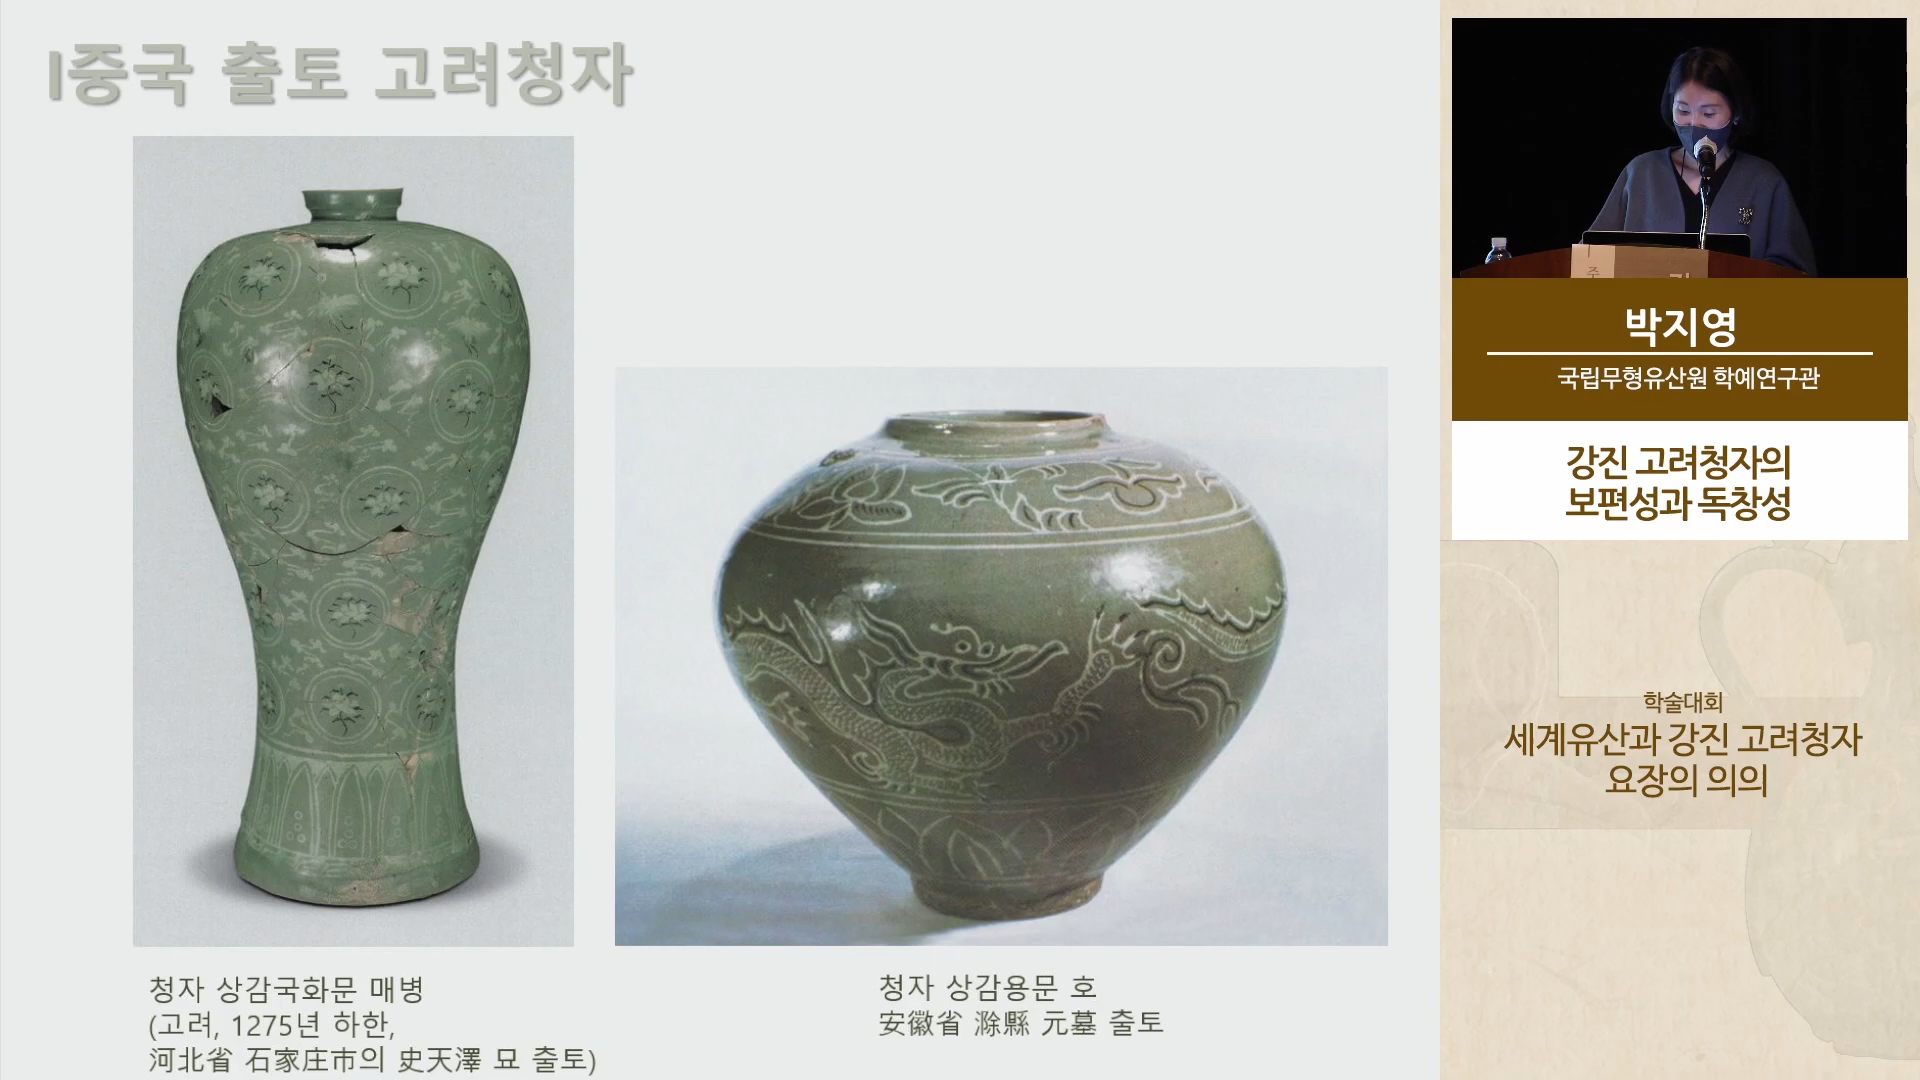 I중국 출토 고려청자
청자 상감국화문 매병
(고려, 1275년 하한,
河北省 石家庄市의 史天澤 묘 출토)
청자 상감용문 호
安徽省 滁縣 元墓 출토
박지영
국립무형유산원 학예연구관
강진 고려청자의
보편성과 독창성
학술대회
세계유산과 강진 고려청자
요장의 의의